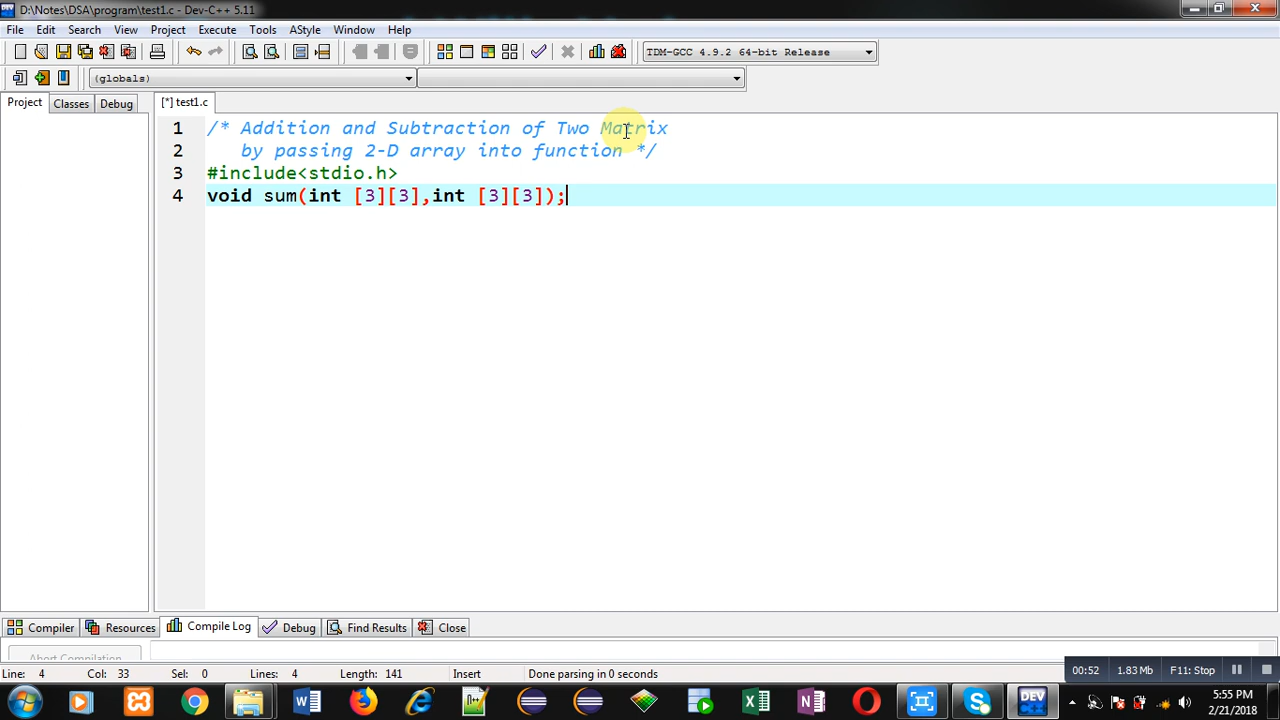 D:\Notes\DSA\program\test1.c - Dev-C++ 5.11
File Edit Search View Project Execute Tools AStyle Window Help
TDM-GCC 4.9.2 64-bit Release
(globals)
Project Classes Debug [*] test1.c
1 /* Addition and Subtraction of Two Matrix
2 by passing 2-D array into function */
3 #include<stdio.h>
4 void sum(int [3][3],int [3][3]);
Compiler Resources Compile Log Debug Find Results Close
Abort Compilation
Line: 4 Col: 33 Sel: 0 Lines: 4 Length: 141 Insert Done parsing in 0 seconds
00:52 1.83 Mb F11: Stop
5:55 PM
2/21/2018